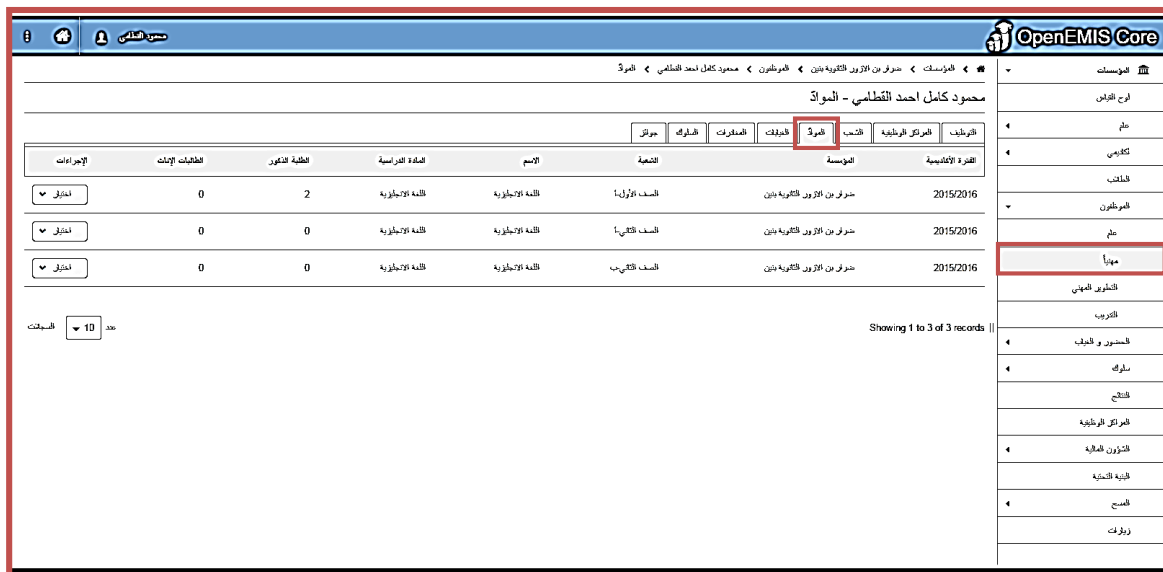 OpenEMIS Core
محمود القطامي
المؤسسات › ضرار بن الازور الثانوية بنين › الموظفون › محمود كامل احمد القطامي › الموادّ
محمود كامل احمد القطامي - الموادّ
التوظيف المراكز الوظيفية الشعب الموادّ الغيابات المغادرات السلوك جوائز
الفترة الأكاديمية المؤسسة الشعبة الاسم المادة الدراسية الطلبة الذكور الطالبات الإناث الإجراءات
2015/2016 ضرار بن الازور الثانوية بنين الصف الأول-أ اللغة الانجليزية اللغة الانجليزية 2 0 اختيار
2015/2016 ضرار بن الازور الثانوية بنين الصف الثاني-أ اللغة الانجليزية اللغة الانجليزية 0 0 اختيار
2015/2016 ضرار بن الازور الثانوية بنين الصف الثاني-ب اللغة الانجليزية اللغة الانجليزية 0 0 اختيار
Showing 1 to 3 of 3 records ||
عدد 10 السجلات
المؤسسات
لوح القياس
عام
أكاديمي
الطالب
الموظفون
عام
مهنياً
التطوير المهني
التدريب
الحضور و الغياب
سلوك
النتائج
المراكز الوظيفية
الشؤون المالية
البنية التحتية
المسح
زيارات